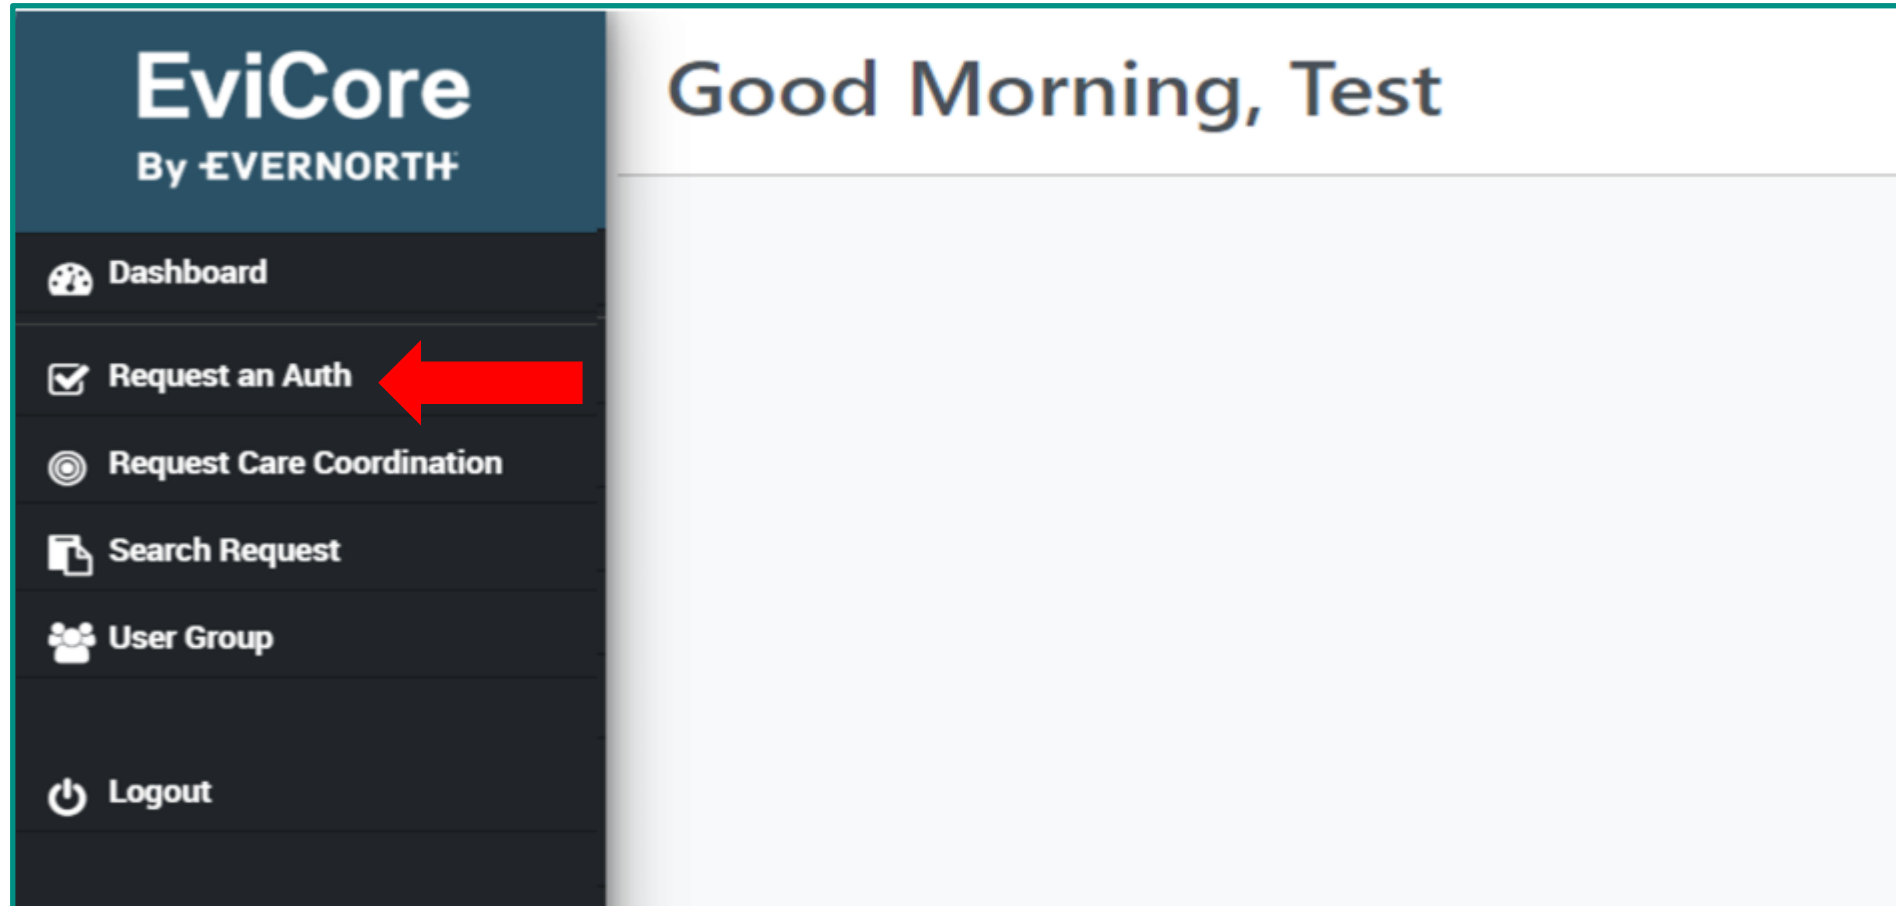 EviCore
By EVERNORTH
Good Morning, Test
Dashboard
Request an Auth
Request Care Coordination
Search Request
User Group
Logout